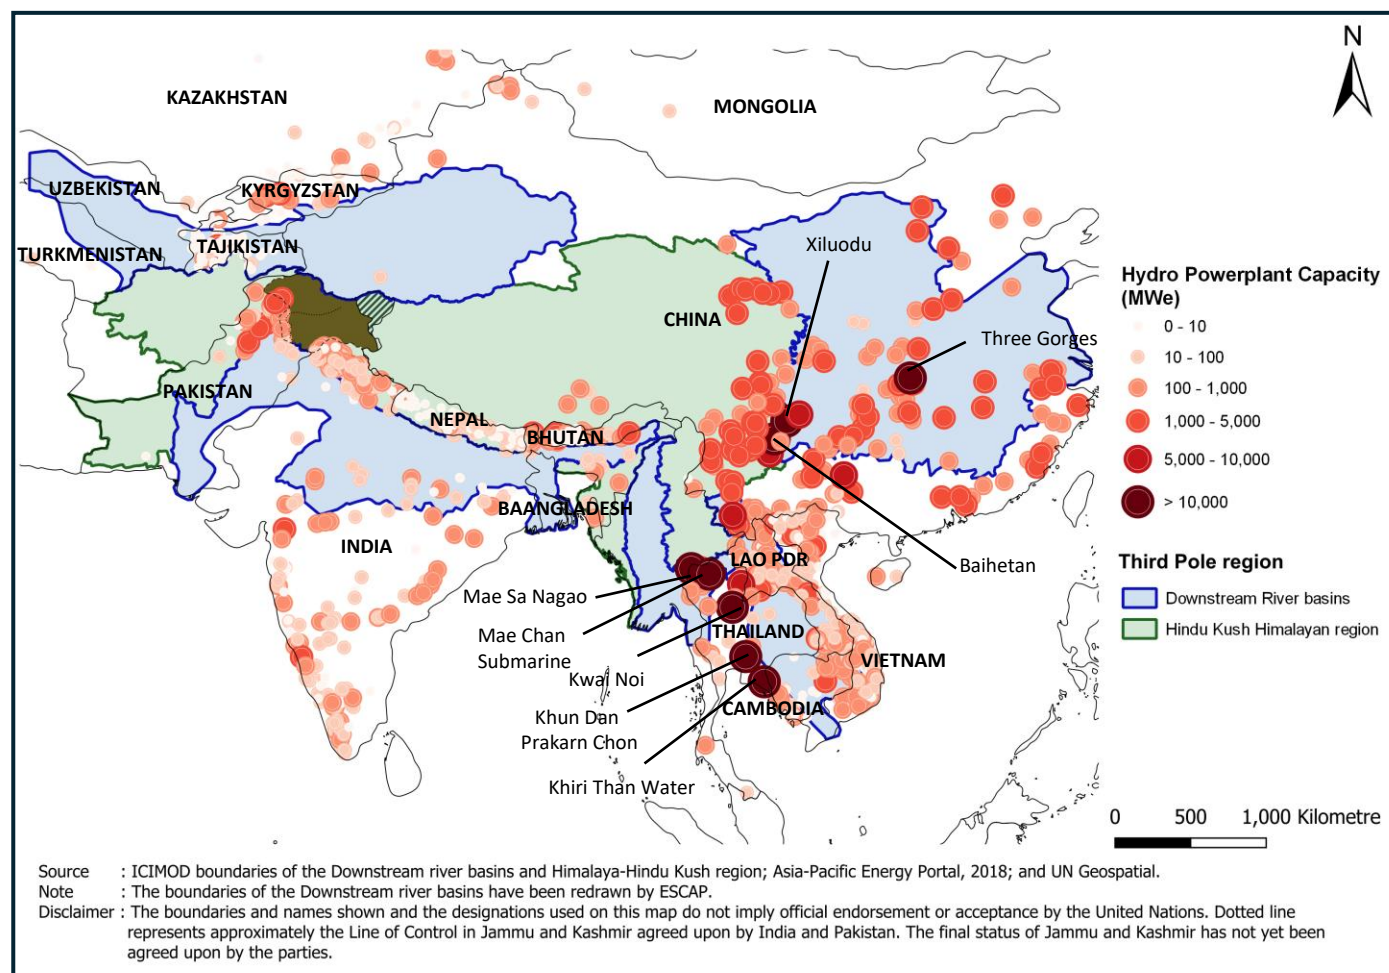 N
KAZAKHSTAN
MONGOLIA
UZBEKISTAN
KYRGYZSTAN
TURKMENISTAN
TAJIKISTAN
Xiluodu
CHINA
Three Gorges
PAKISTAN
NEPAL
BHUTAN
BAANGLADESH
INDIA
LAO PDR
Baihetan
Mae Sa Nagao
Mae Chan
Submarine
THAILAND
Kwai Noi
VIETNAM
CAMBODIA
Khun Dan
Prakarn Chon
Khiri Than Water
Hydro Powerplant Capacity
(MWe)
0 - 10
10 - 100
100 - 1,000
1,000 - 5,000
5,000 - 10,000
> 10,000
Third Pole region
Downstream River basins
Hindu Kush Himalayan region
0 500 1,000 Kilometre
Source : ICIMOD boundaries of the Downstream river basins and Himalaya-Hindu Kush region; Asia-Pacific Energy Portal, 2018; and UN Geospatial.
Note : The boundaries of the Downstream river basins have been redrawn by ESCAP.
Disclaimer : The boundaries and names shown and the designations used on this map do not imply official endorsement or acceptance by the United Nations. Dotted line
represents approximately the Line of Control in Jammu and Kashmir agreed upon by India and Pakistan. The final status of Jammu and Kashmir has not yet been
agreed upon by the parties.